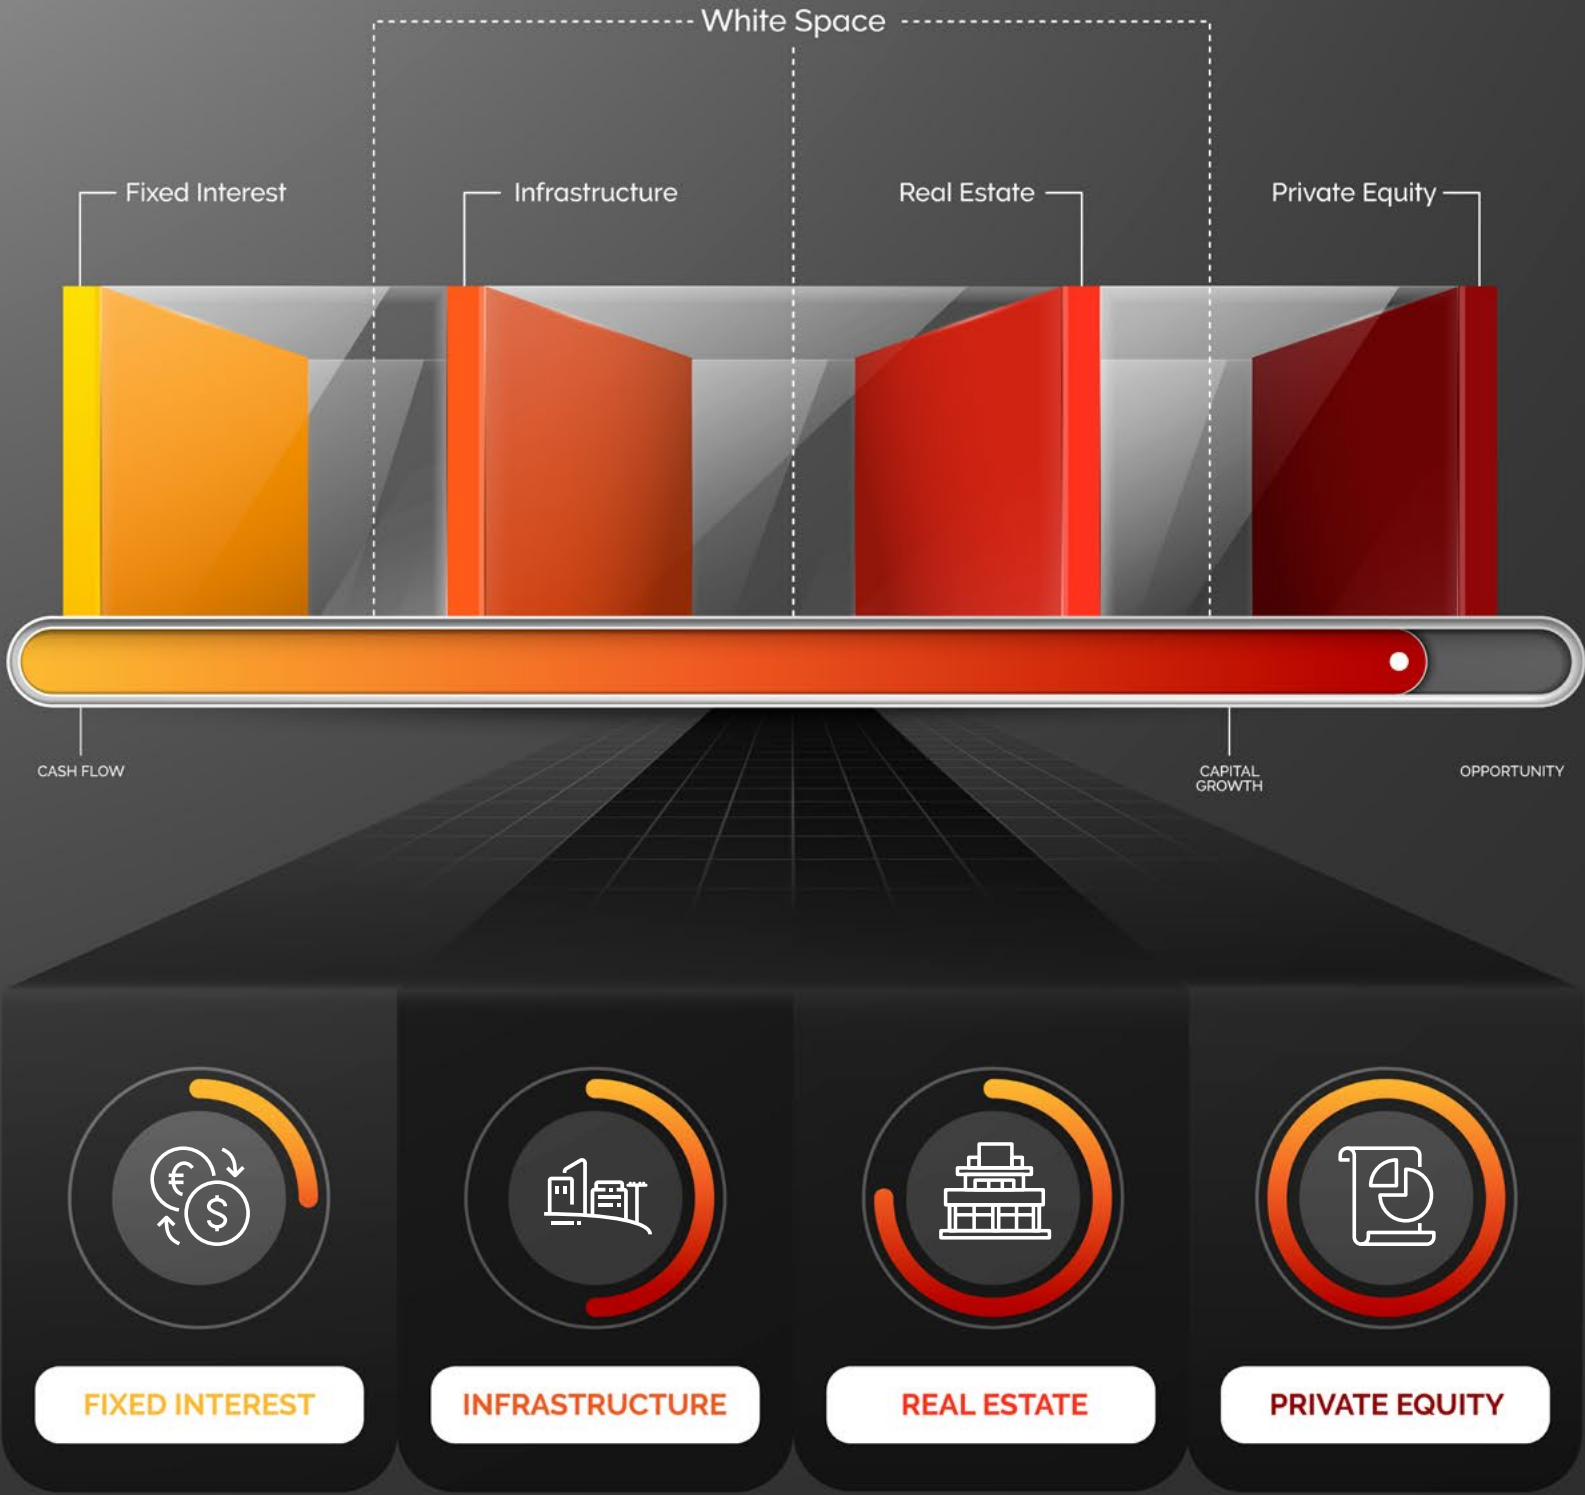 White Space
Fixed Interest
Infrastructure
Real Estate
Private Equity
CASH FLOW
CAPITAL
GROWTH
OPPORTUNITY
€
$
FIXED INTEREST
INFRASTRUCTURE
REAL ESTATE
PRIVATE EQUITY